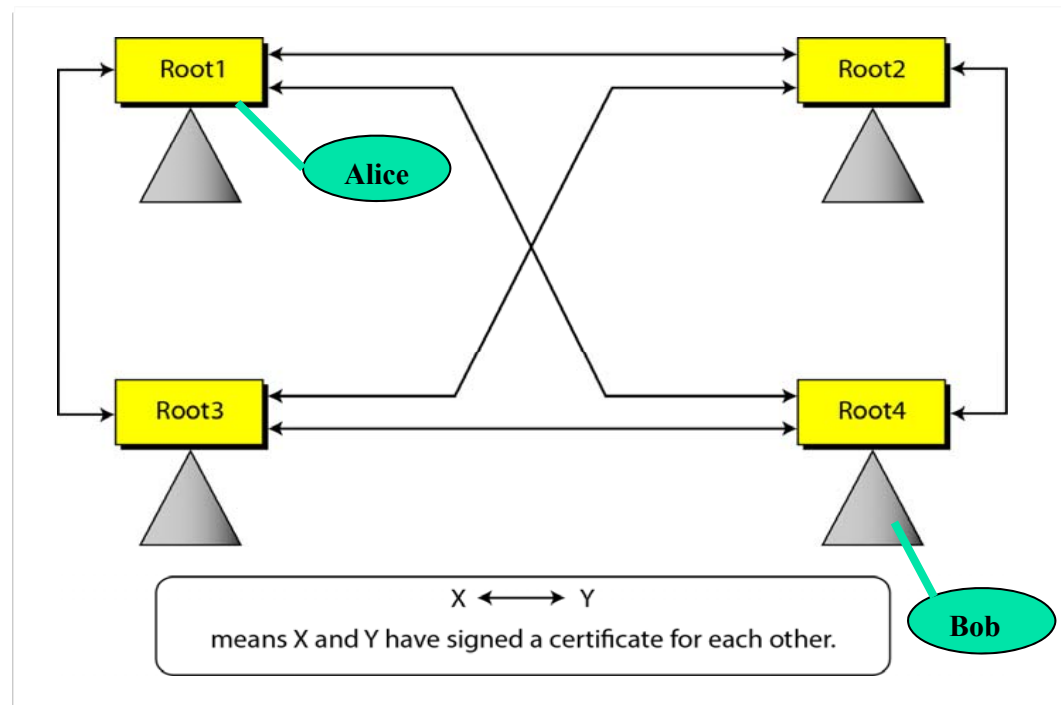 Root1
Root2
Alice
Root3
Root4
X Y
means X and Y have signed a certificate for each other.
Bob